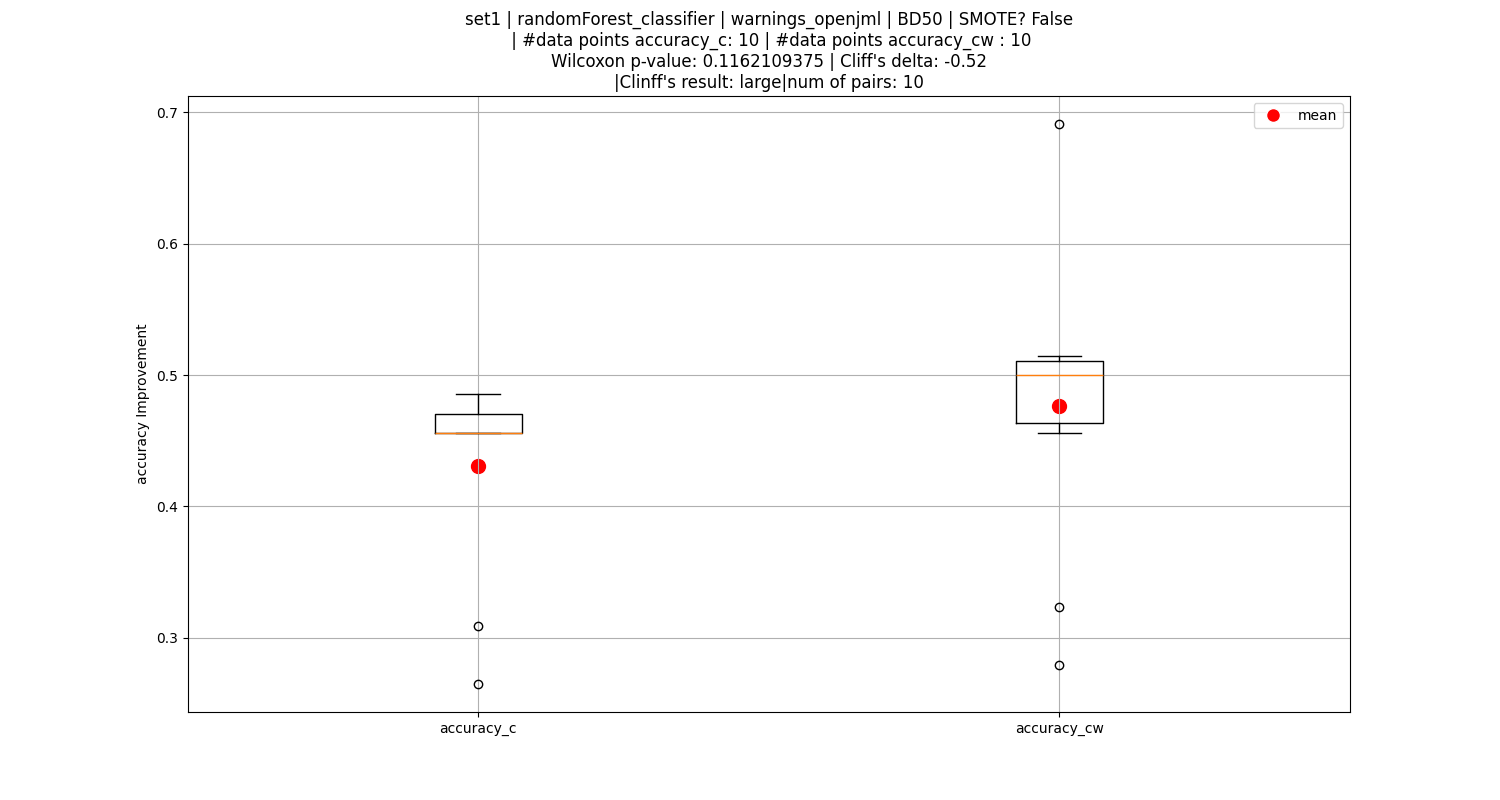 set1 | randomForest_classifier | warnings_openjml | BD50 | SMOTE? False
| #data points accuracy_c: 10 | #data points accuracy_cw : 10
Wilcoxon p-value: 0.1162109375 | Cliff's delta: -0.52
|Clinff's result: large|num of pairs: 10
mean
0.7
0.6
0.5
0.4
0.3
accuracy Improvement
accuracy_c
accuracy_cw